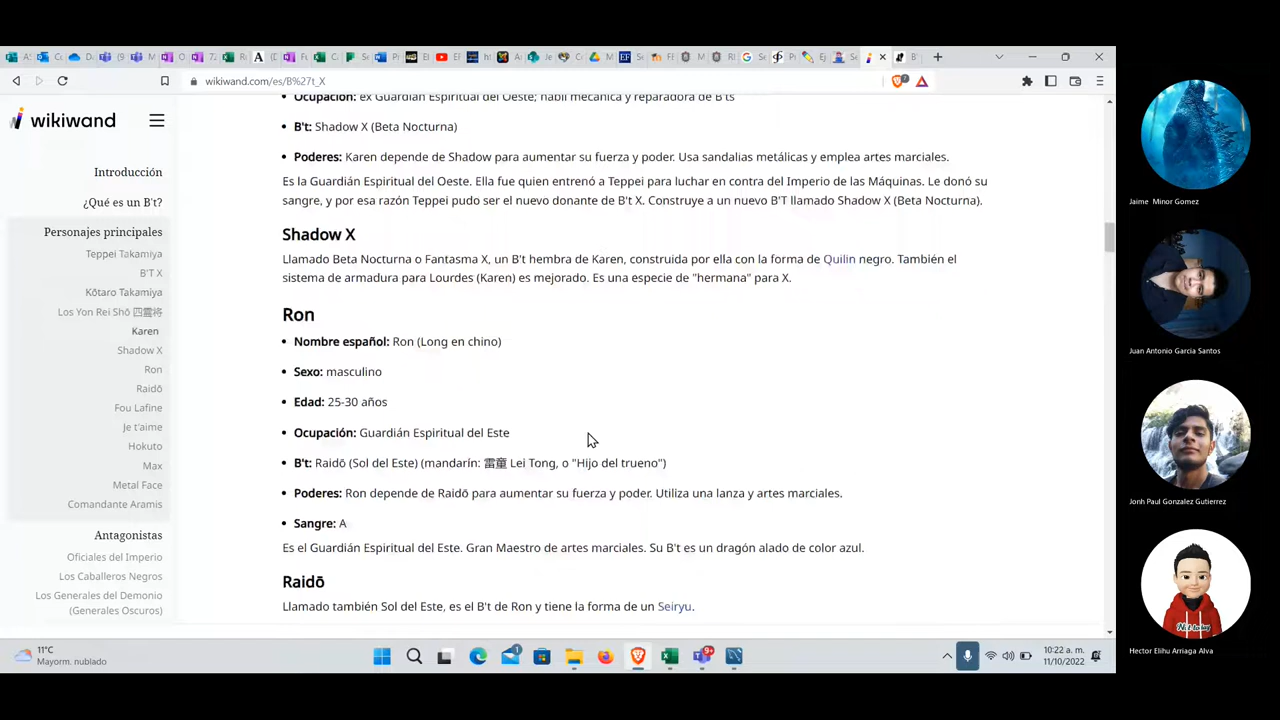 wikiwand.com/es/B%27t_X
wikiwand
Introducción
¿Qué es un B't?
Personajes principales
Teppei Takamiya
B'T X
Kōtaro Takamiya
Los Yon Rei Shō 四霊将
Karen
Shadow X
Ron
Raidō
Fou Lafine
Je t'aime
Hokuto
Max
Metal Face
Comandante Aramis
Antagonistas
Oficiales del Imperio
Los Caballeros Negros
Los Generales del Demonio
(Generales Oscuros)
Ocupación: ex Guardián Espiritual del Oeste; hábil mecánica y reparadora de B'ts
B't: Shadow X (Beta Nocturna)
Poderes: Karen depende de Shadow para aumentar su fuerza y poder. Usa sandalias metálicas y emplea artes marciales.
Es la Guardián Espiritual del Oeste. Ella fue quien entrenó a Teppei para luchar en contra del Imperio de las Máquinas. Le donó su
sangre, y por esa razón Teppei pudo ser el nuevo donante de B't X. Construye a un nuevo B'T llamado Shadow X (Beta Nocturna).
Shadow X
Llamado Beta Nocturna o Fantasma X, un B't hembra de Karen, construida por ella con la forma de Quilin negro. También el
sistema de armadura para Lourdes (Karen) es mejorado. Es una especie de "hermana" para X.
Ron
Nombre español: Ron (Long en chino)
Sexo: masculino
Edad: 25-30 años
Ocupación: Guardián Espiritual del Este
B't: Raidō (Sol del Este) (mandarín: 雷童 Lei Tong, o "Hijo del trueno")
Poderes: Ron depende de Raidō para aumentar su fuerza y poder. Utiliza una lanza y artes marciales.
Sangre: A
Es el Guardián Espiritual del Este. Gran Maestro de artes marciales. Su B't es un dragón alado de color azul.
Raidō
Llamado también Sol del Este, es el B't de Ron y tiene la forma de un Seiryu.
11°C
Mayorm. nublado
9+
10:22 a. m.
11/10/2022
Jaime Minor Gomez
Juan Antonio Garcia Santos
Jonh Paul Gonzalez Gutierrez
Hector Elihu Arriaga Alva